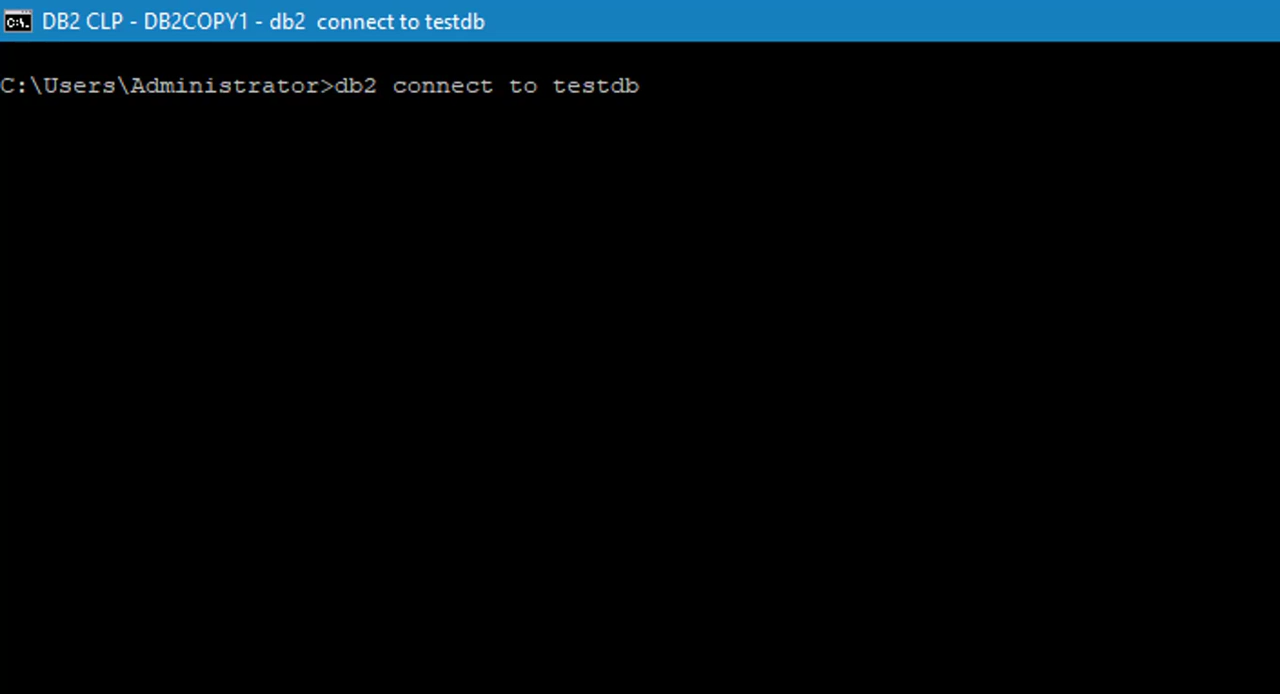 DB2 CLP - DB2COPY1 - db2  connect to testdb
C:\Users\Administrator>db2 connect to testdb